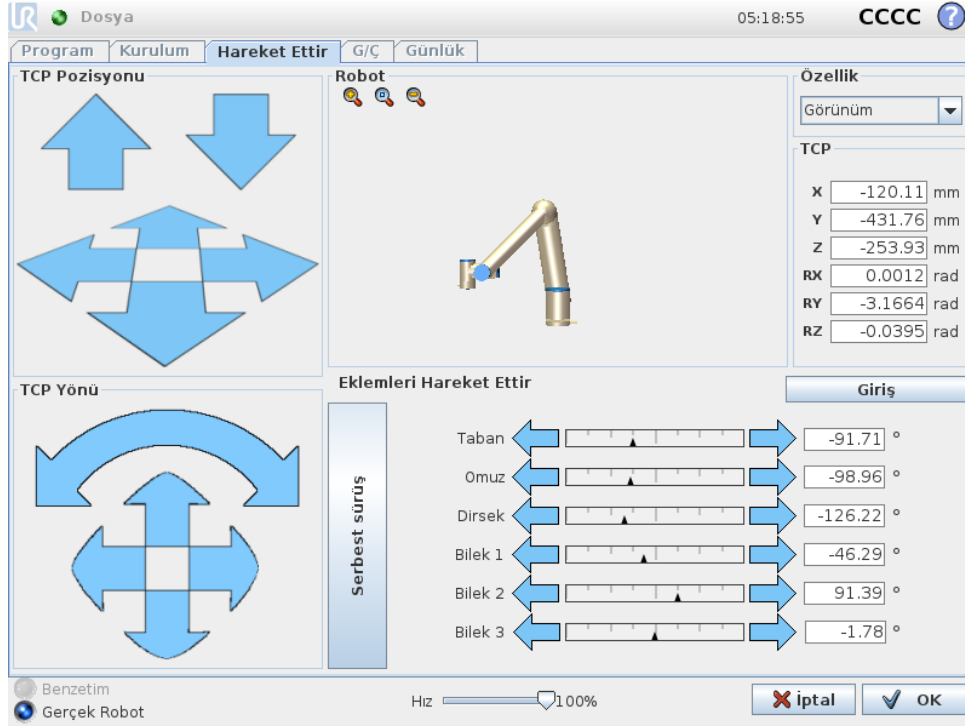 UR Dosya 05:18:55 CCCC ?
Program Kurulum Hareket Ettir G/Ç Günlük
TCP Pozisyonu
Robot
Özellik
Görünüm
TCP
X -120.11 mm
Y -431.76 mm
Z -253.93 mm
RX 0.0012 rad
RY -3.1664 rad
RZ -0.0395 rad
TCP Yönü
Eklemleri Hareket Ettir
Giriş
Serbest sürüş
Taban -91.71 °
Omuz -98.96 °
Dirsek -126.22 °
Bilek 1 -46.29 °
Bilek 2 91.39 °
Bilek 3 -1.78 °
Benzetim
Gerçek Robot
Hız 100%
İptal
OK